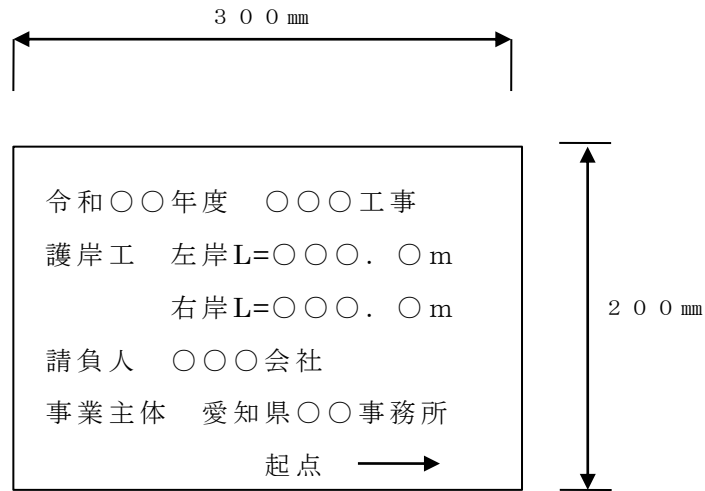 ３００㎜
令和○○年度　○○○工事
護岸工　左岸L=○○○．○ｍ
右岸L=○○○．○ｍ
２００㎜
請負人　○○○会社
事業主体　愛知県○○事務所
起点